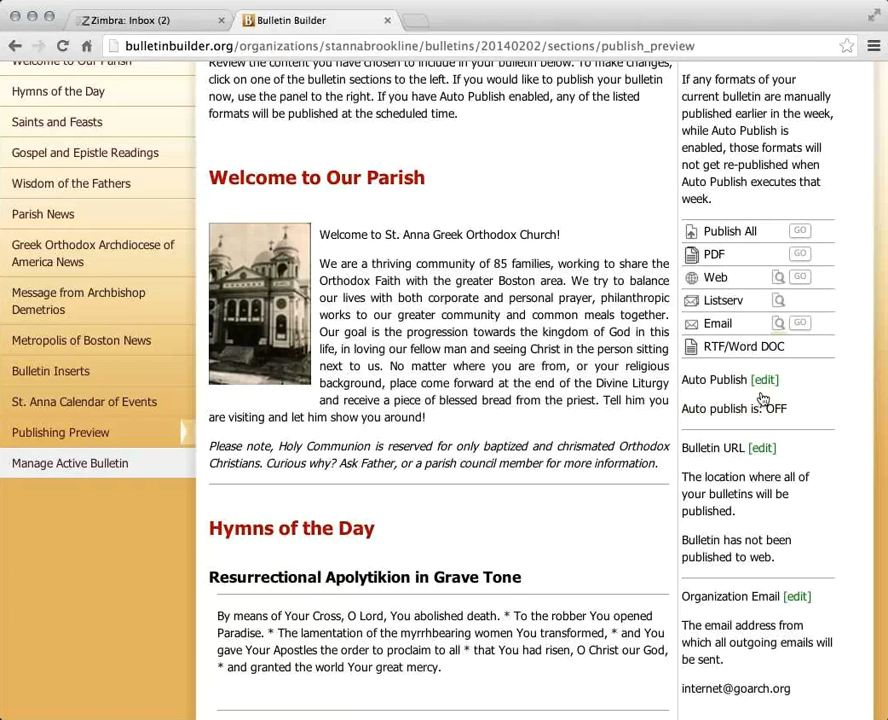 Zimbra: Inbox (2)
Bulletin Builder
bulletinbuilder.org/organizations/stannabrookline/bulletins/20140202/sections/publish_preview
Welcome to Our Parish
Hymns of the Day
Saints and Feasts
Gospel and Epistle Readings
Wisdom of the Fathers
Parish News
Greek Orthodox Archdiocese of
America News
Message from Archbishop
Demetrios
Metropolis of Boston News
Bulletin Inserts
St. Anna Calendar of Events
Publishing Preview
Manage Active Bulletin
Review the content you have chosen to include in your bulletin below. To make changes,
click on one of the bulletin sections to the left. If you would like to publish your bulletin
now, use the panel to the right. If you have Auto Publish enabled, any of the listed
formats will be published at the scheduled time.
Welcome to Our Parish
Welcome to St. Anna Greek Orthodox Church!
We are a thriving community of 85 families, working to share the
Orthodox Faith with the greater Boston area. We try to balance
our lives with both corporate and personal prayer, philanthropic
works to our greater community and common meals together.
Our goal is the progression towards the kingdom of God in this
life, in loving our fellow man and seeing Christ in the person sitting
next to us. No matter where you are from, or your religious
background, place come forward at the end of the Divine Liturgy
and receive a piece of blessed bread from the priest. Tell him you
are visiting and let him show you around!
Please note, Holy Communion is reserved for only baptized and chrismated Orthodox
Christians. Curious why? Ask Father, or a parish council member for more information.
Hymns of the Day
Resurrectional Apolytikion in Grave Tone
By means of Your Cross, O Lord, You abolished death. * To the robber You opened
Paradise. * The lamentation of the myrrhbearing women You transformed, * and You
gave Your Apostles the order to proclaim to all * that You had risen, O Christ our God,
* and granted the world Your great mercy.
If any formats of your
current bulletin are manually
published earlier in the week,
while Auto Publish is
enabled, those formats will
not get re-published when
Auto Publish executes that
week.
Publish All GO
PDF GO
Web GO
Listserv
Email GO
RTF/Word DOC
Auto Publish [edit]
Auto publish is: OFF
Bulletin URL [edit]
The location where all of
your bulletins will be
published.
Bulletin has not been
published to web.
Organization Email [edit]
The email address from
which all outgoing emails will
be sent.
internet@goarch.org